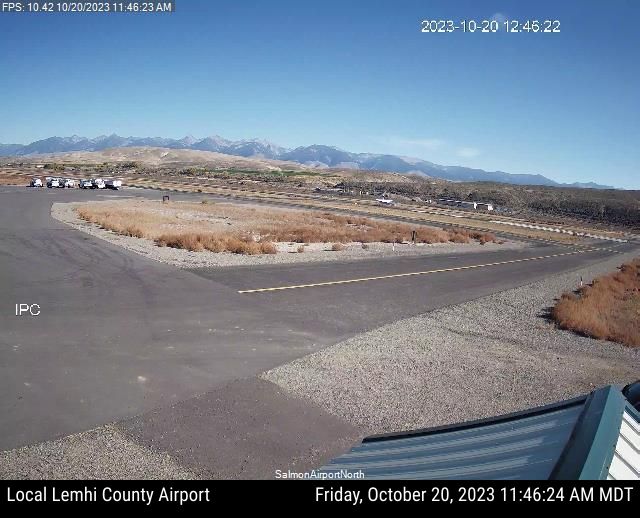 FPS: 10.42 10/20/2023 11:46:23 AM
2023-10-20 12:46:22
IPC
SalmonAirportNorth
Local Lemhi County Airport
Friday, October 20, 2023 11:46:24 AM MDT